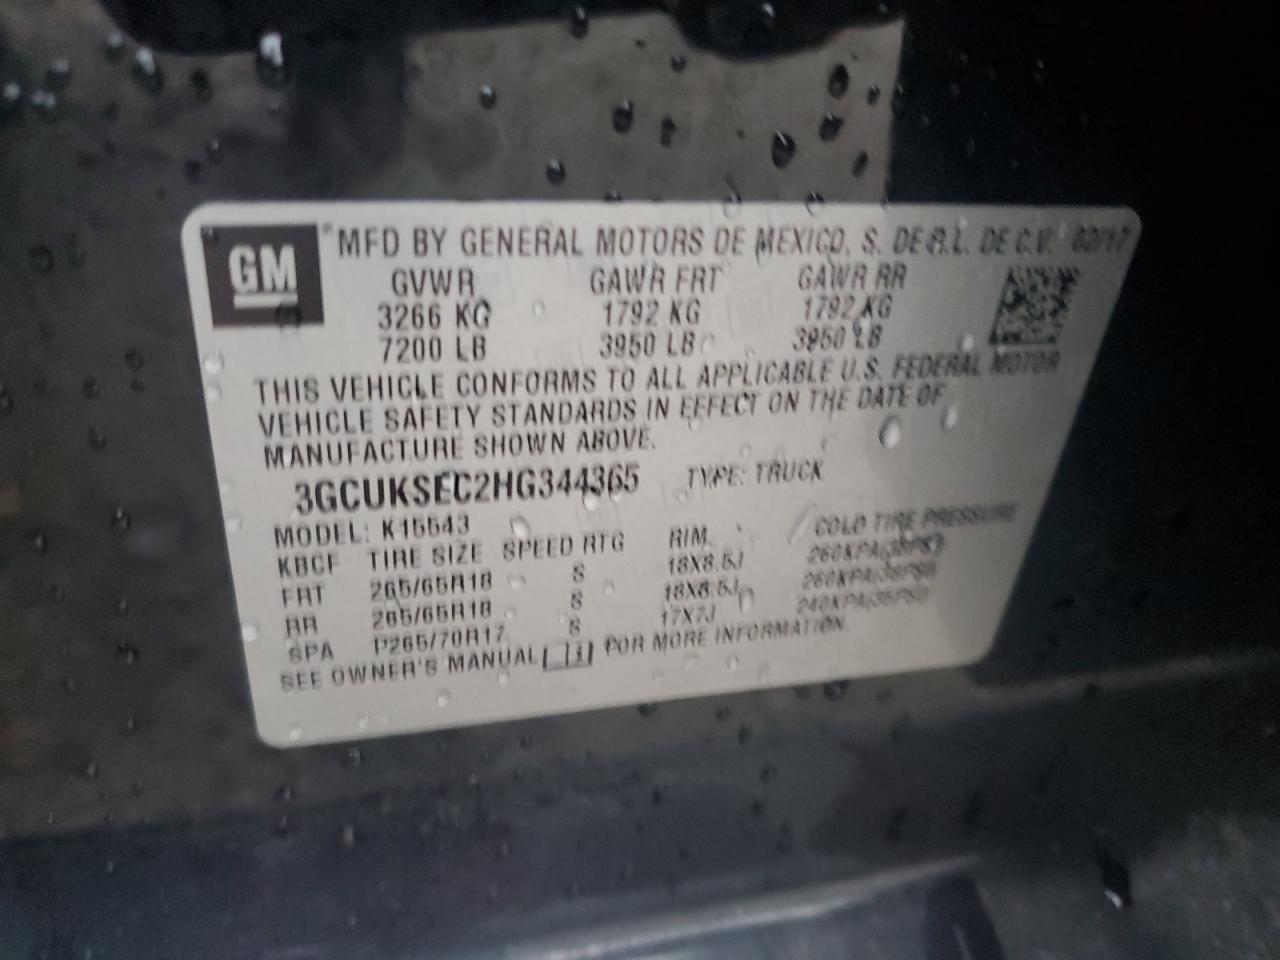 GM
MFD BY GENERAL MOTORS DE MEXICO, S. DE R.L. DE C.V. 02/17
GVWR GAWR FRT GAWR RR
3266 KG 1792 KG 1792 KG
7200 LB 3950 LB 3950 LB
THIS VEHICLE CONFORMS TO ALL APPLICABLE U.S. FEDERAL MOTOR
VEHICLE SAFETY STANDARDS IN EFFECT ON THE DATE OF
MANUFACTURE SHOWN ABOVE.
3GCUKSEC2HG344365 TYPE: TRUCK
MODEL: K15543
KBCF TIRE SIZE SPEED RTG RIM COLD TIRE PRESSURE
FRT 265/65R18 S 18X8.5J 260KPA(38PSI)
RR 265/65R18 S 18X8.5J 260KPA(38PSI)
SPA P265/70R17 S 17X7J 240KPA(35PSI)
SEE OWNER'S MANUAL FOR MORE INFORMATION.